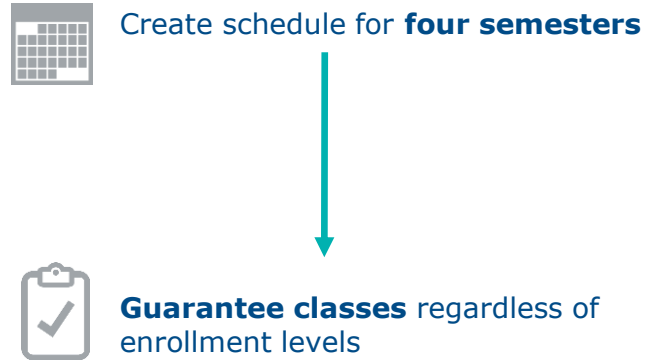 Create schedule for four semesters
Guarantee classes regardless of
enrollment levels